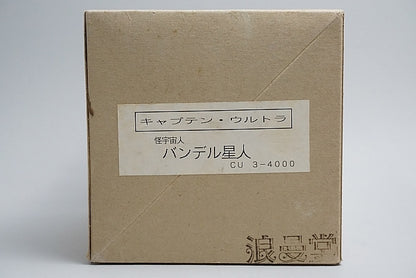 キャプテン・ウルトラ
怪宇宙人
バンデル星人
CU 3-4000
浪曼堂